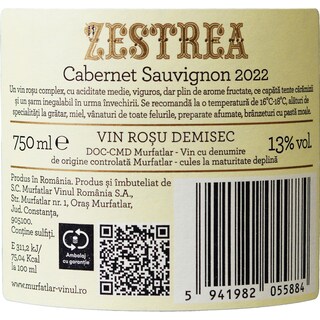 ZESTREA
Cabernet Sauvignon 2022
Un vin roșu complex, cu aciditate medie, viguros, dar plin de arome fructate, ce capătă tente cărămizii
și un șarm inegalabil în urma învechirii. Se recomandă la o temperatură de 16°C-18°C, alături de
specialități la grătar, miel, vânaturi de toate felurile, preparate afumate, brânzeturi cu pastă moale.
750 ml e
VIN ROȘU DEMISEC
13% vol.
DOC-CMD Murfatlar - Vin cu denumire
de origine controlată Murfatlar - cules la maturitate deplină
Produs în România. Produs și îmbuteliat de
S.C. Murfatlar Vinul România S.A.,
Str. Murfatlar nr. 1, Oraș Murfatlar,
Jud. Constanța,
905100.
Conține sulfiți.
E 311,2 kJ/
75,04 Kcal
la 100 ml
Ambalaj
cu garanție
www.murfatlar-vinul.ro
5 941982 055884